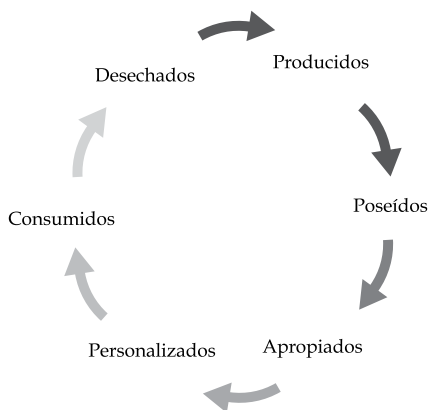 Producidos
Poseídos
Apropiados
Personalizados
Consumidos
Desechados